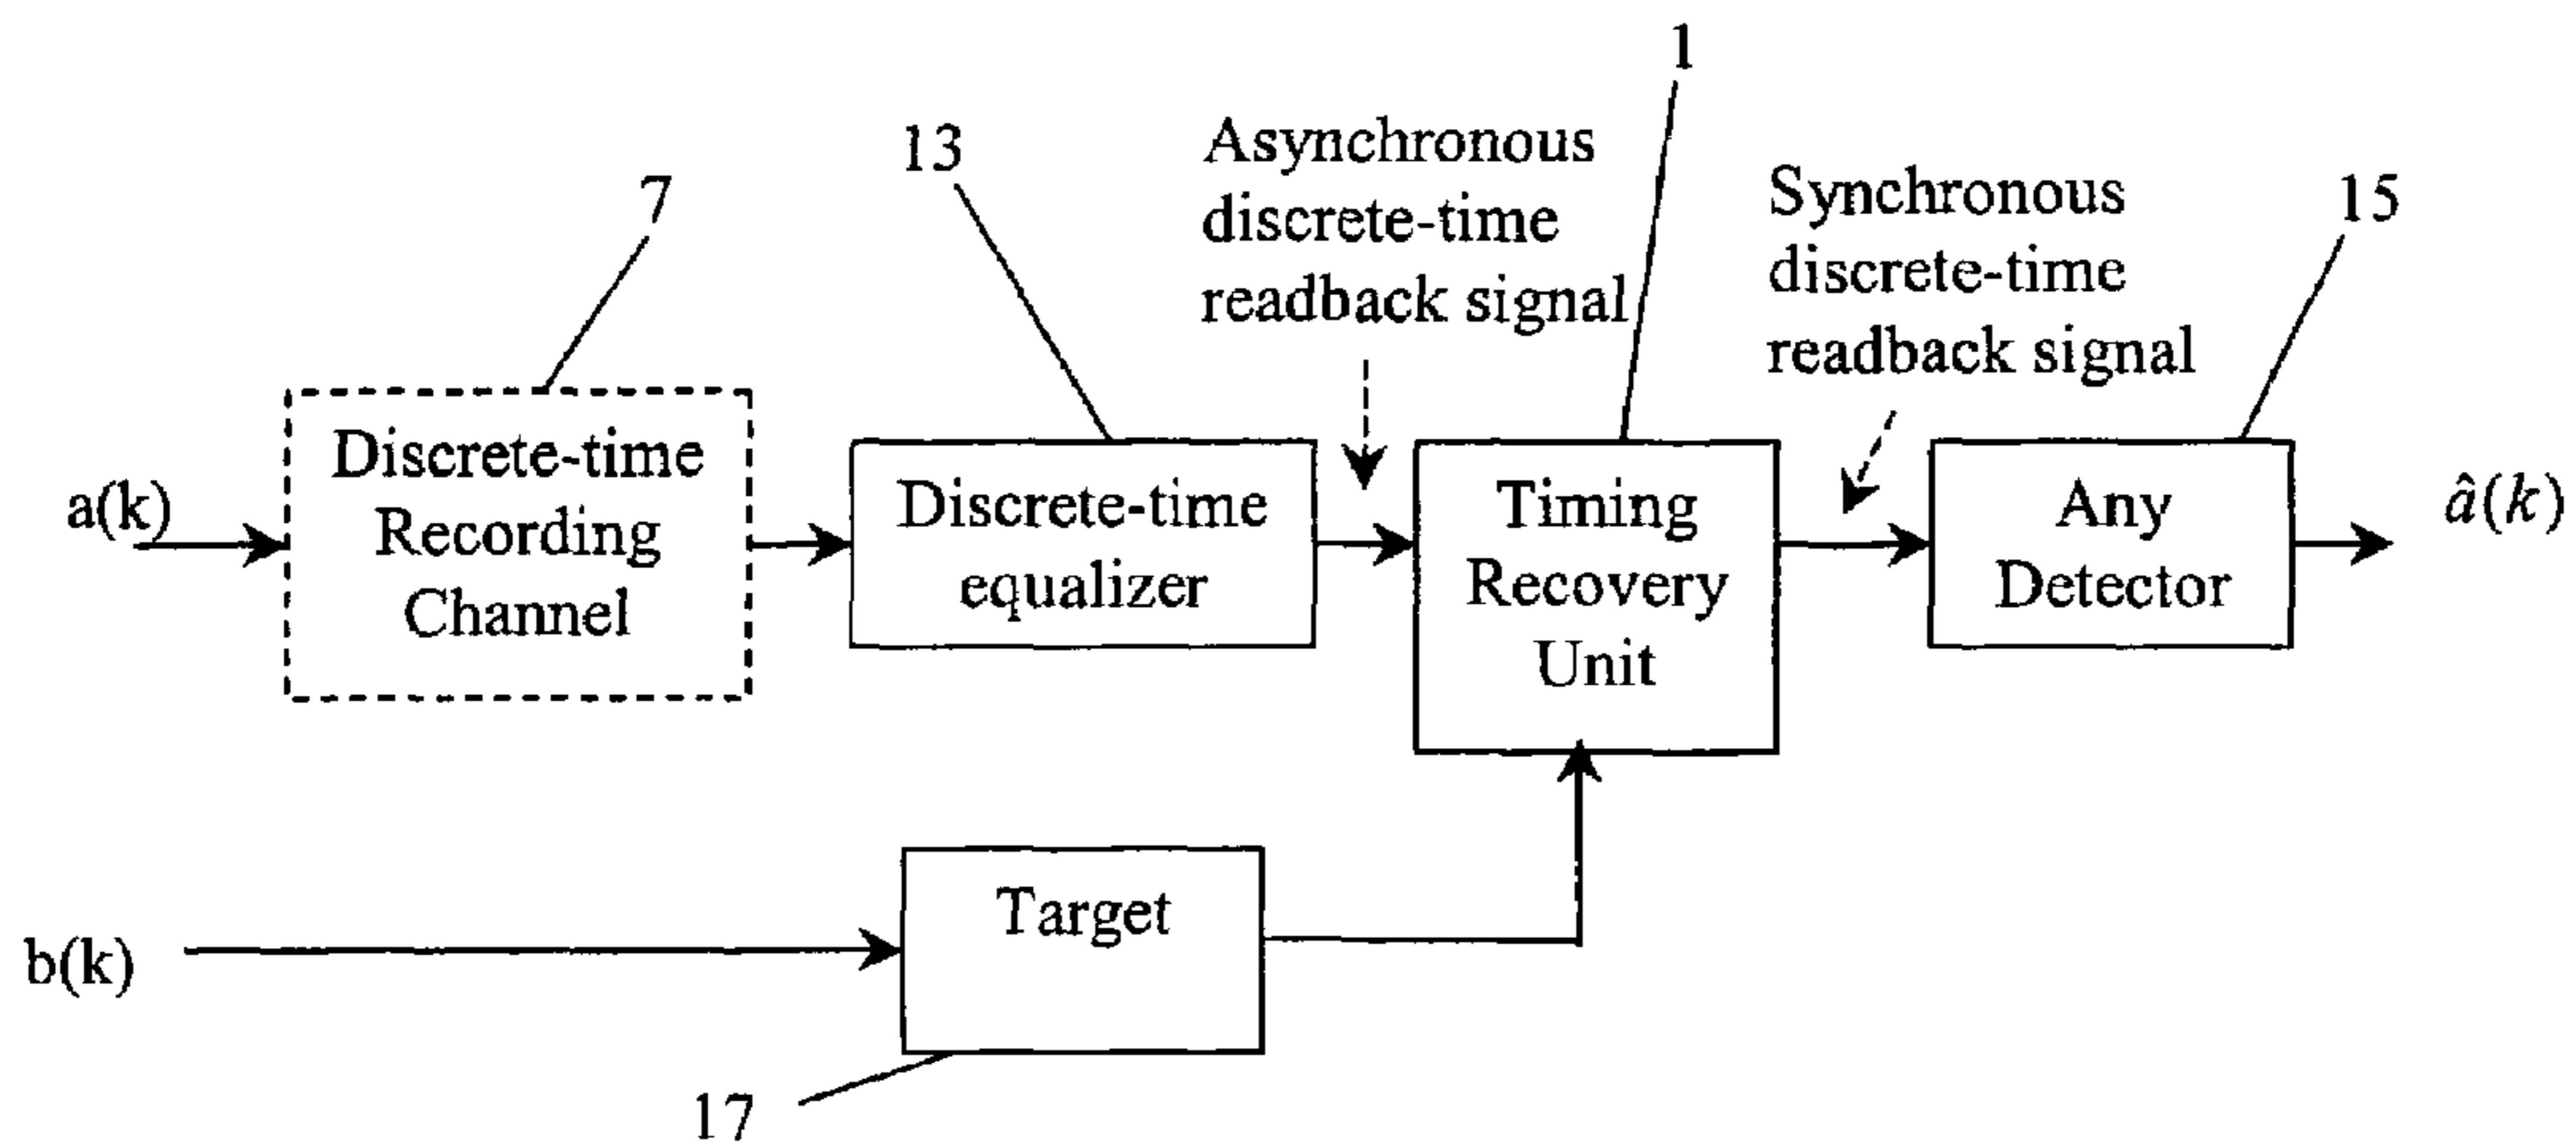 1
13
Asynchronous
discrete-time
readback signal
7
Synchronous
discrete-time
readback signal
15
a(k)
Discrete-time
Recording
Channel
Discrete-time
equalizer
Timing
Recovery
Unit
Any
Detector
â(k)
b(k)
Target
17